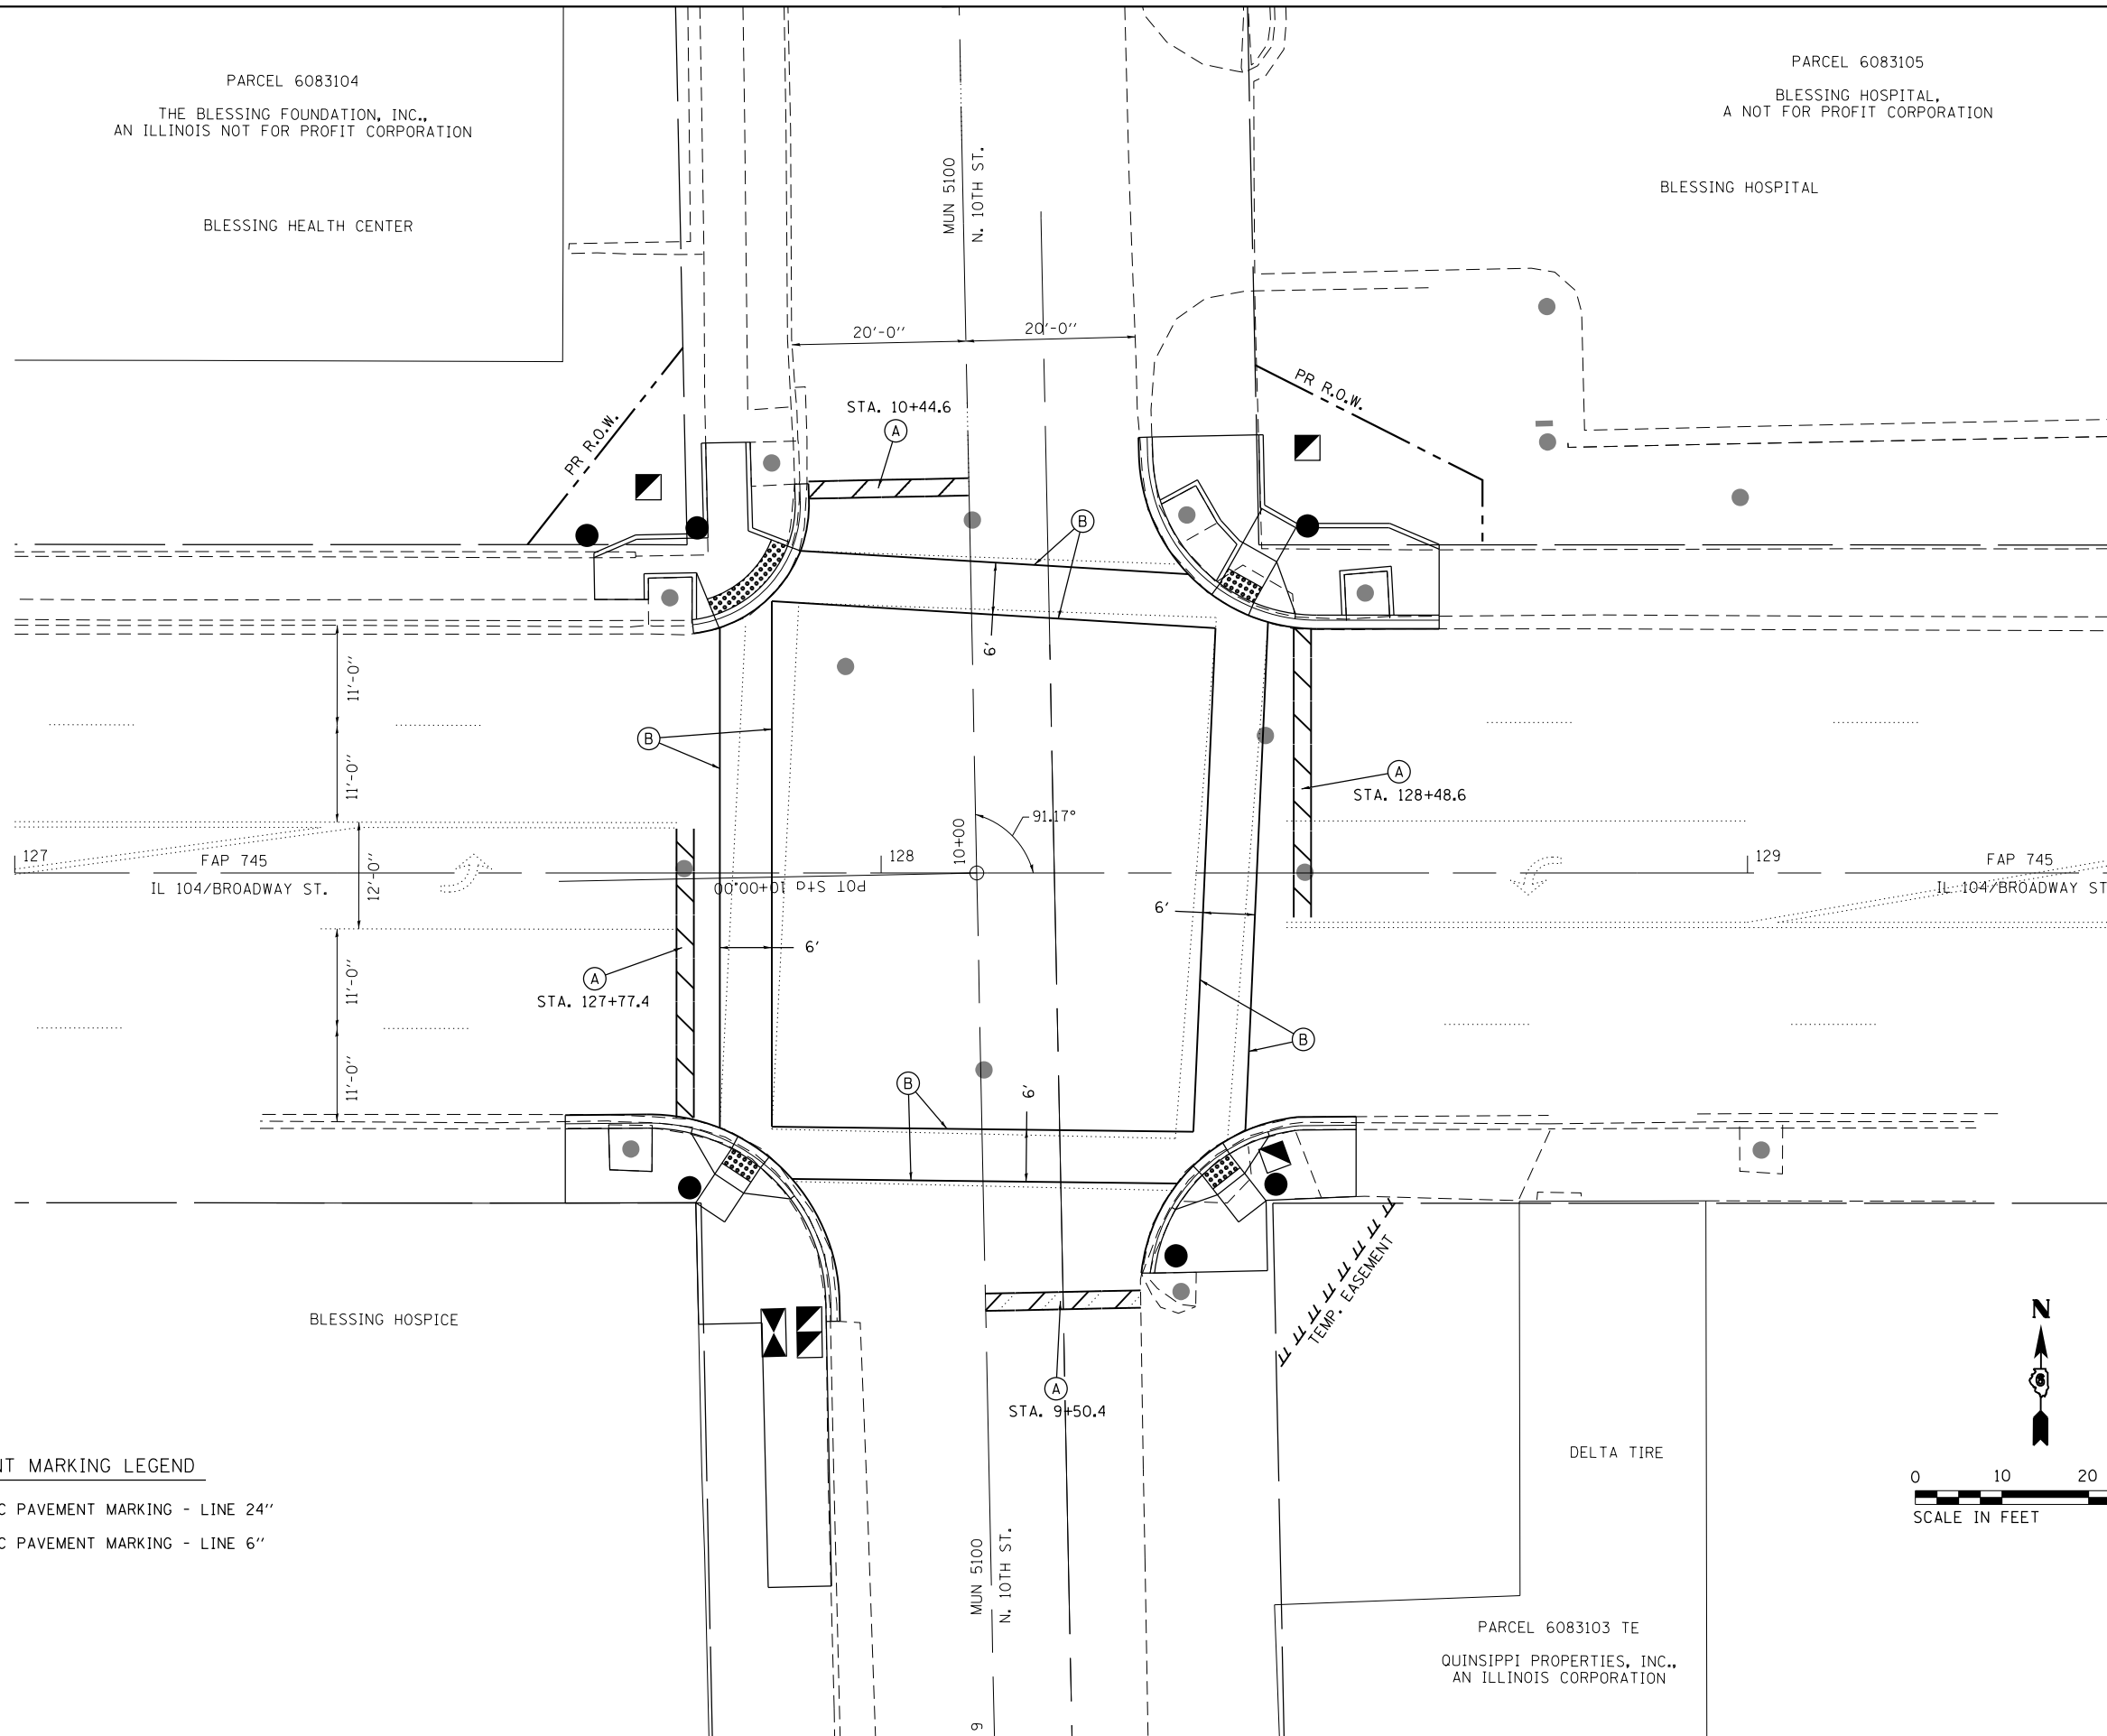 PARCEL 6083104
THE BLESSING FOUNDATION, INC.,
AN ILLINOIS NOT FOR PROFIT CORPORATION
BLESSING HEALTH CENTER
MUN 5100
N. 10TH ST.
PARCEL 6083105
BLESSING HOSPITAL,
A NOT FOR PROFIT CORPORATION
BLESSING HOSPITAL
20'-0"
20'-0"
PR R.O.W.
PR R.O.W.
STA. 10+44.6
A
B
6'
11'-0"
11'-0"
B
A
STA. 128+48.6
127
FAP 745
IL 104/BROADWAY ST.
12'-0"
128
10+00
91.17°
POT Sta 10+00.00
129
FAP 745
IL 104/BROADWAY ST
6'
6'
A
STA. 127+77.4
11'-0"
11'-0"
B
B
6'
BLESSING HOSPICE
TEMP. EASEMENT
A
STA. 9+50.4
N
6
DELTA TIRE
0 10 20
SCALE IN FEET
NT MARKING LEGEND
C PAVEMENT MARKING - LINE 24"
C PAVEMENT MARKING - LINE 6"
MUN 5100
N. 10TH ST.
9
PARCEL 6083103 TE
QUINSIPPI PROPERTIES, INC.,
AN ILLINOIS CORPORATION